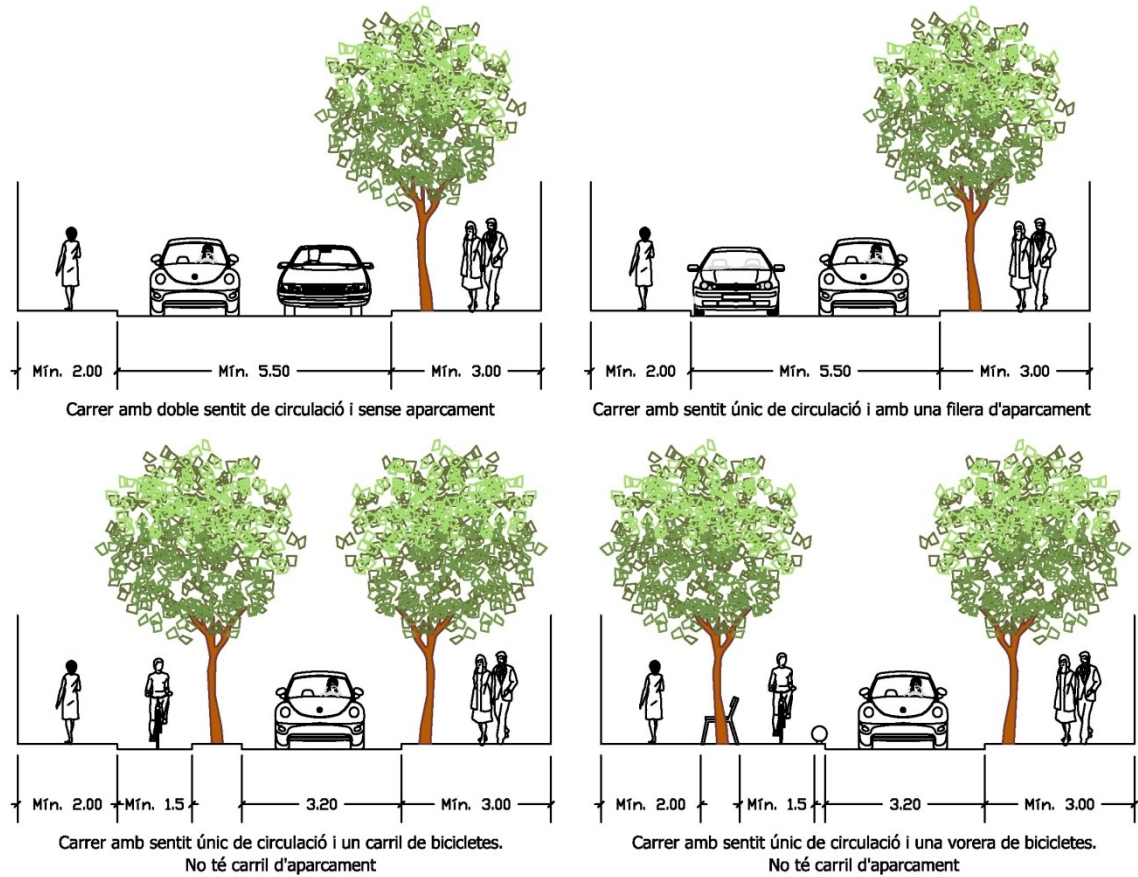 Mín. 2.00 Mín. 5.50 Mín. 3.00
Carrer amb doble sentit de circulació i sense aparcament
Mín. 2.00 Mín. 5.50 Mín. 3.00
Carrer amb sentit únic de circulació i amb una filera d'aparcament
Mín. 2.00 Mín. 1.5 3.20 Mín. 3.00
Carrer amb sentit únic de circulació i un carril de bicicletes.
No té carril d'aparcament
Mín. 2.00 Mín. 1.5 3.20 Mín. 3.00
Carrer amb sentit únic de circulació i una vorera de bicicletes.
No té carril d'aparcament